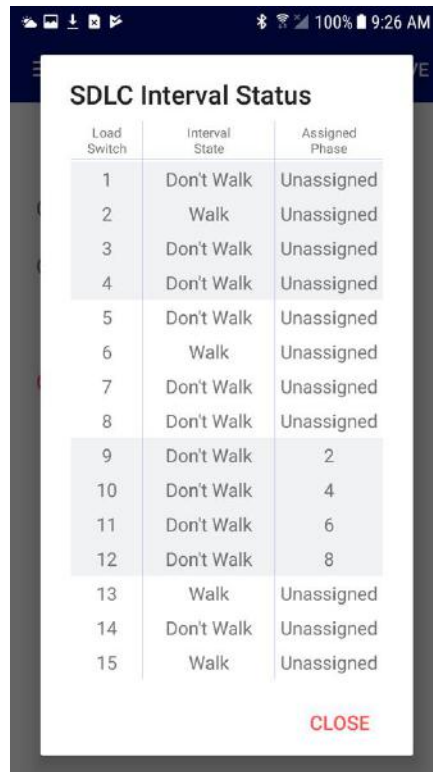 100% 9:26 AM
VE
SDLC Interval Status
Load Switch Interval State Assigned Phase
1 Don't Walk Unassigned
2 Walk Unassigned
3 Don't Walk Unassigned
4 Don't Walk Unassigned
5 Don't Walk Unassigned
6 Walk Unassigned
7 Don't Walk Unassigned
8 Don't Walk Unassigned
9 Don't Walk 2
10 Don't Walk 4
11 Don't Walk 6
12 Don't Walk 8
13 Walk Unassigned
14 Don't Walk Unassigned
15 Walk Unassigned
CLOSE